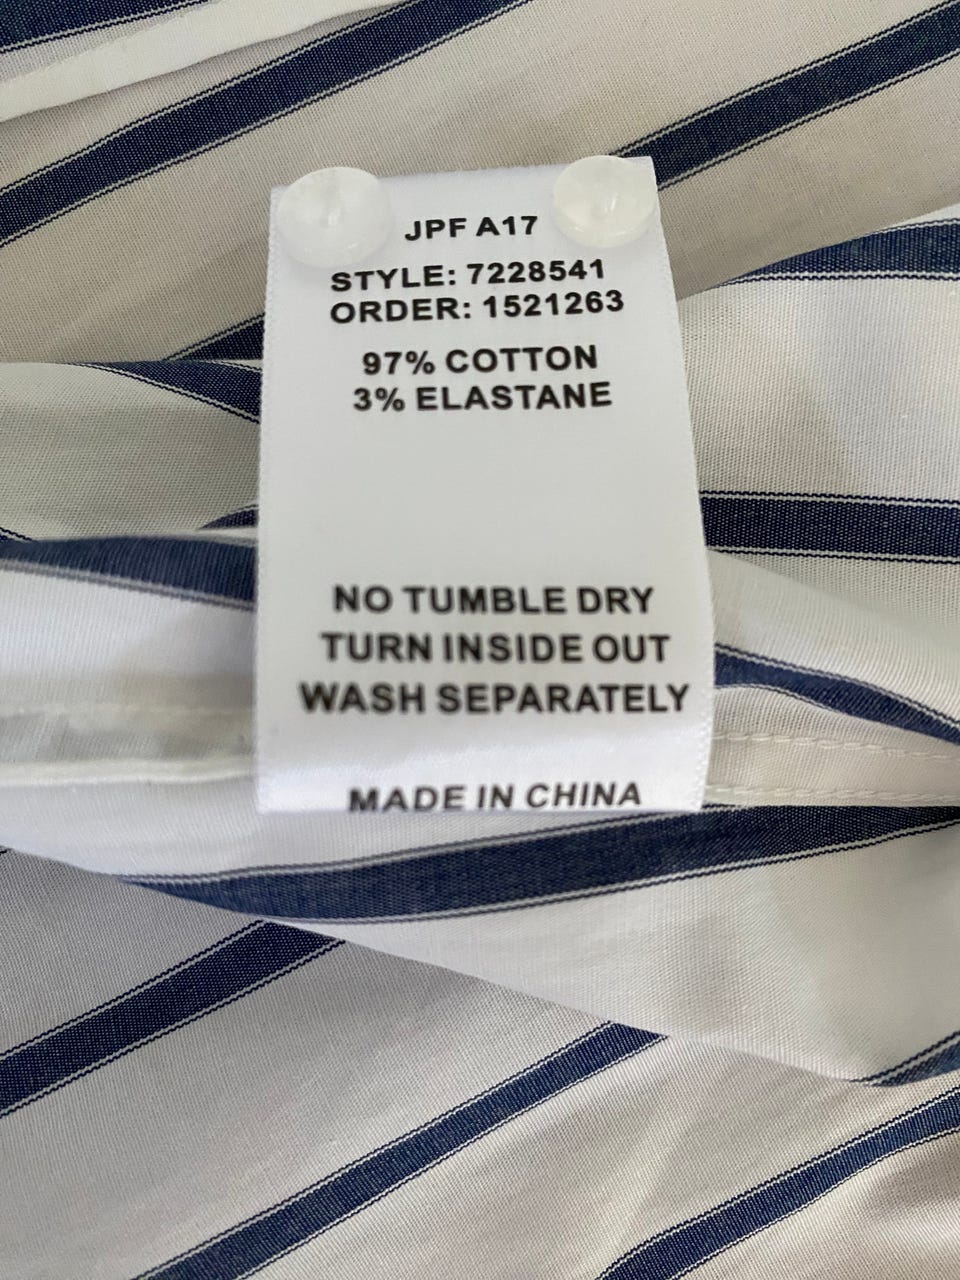 JPF A17
STYLE: 7228541
ORDER: 1521263
97% COTTON
3% ELASTANE
NO TUMBLE DRY
TURN INSIDE OUT
WASH SEPARATELY
MADE IN CHINA